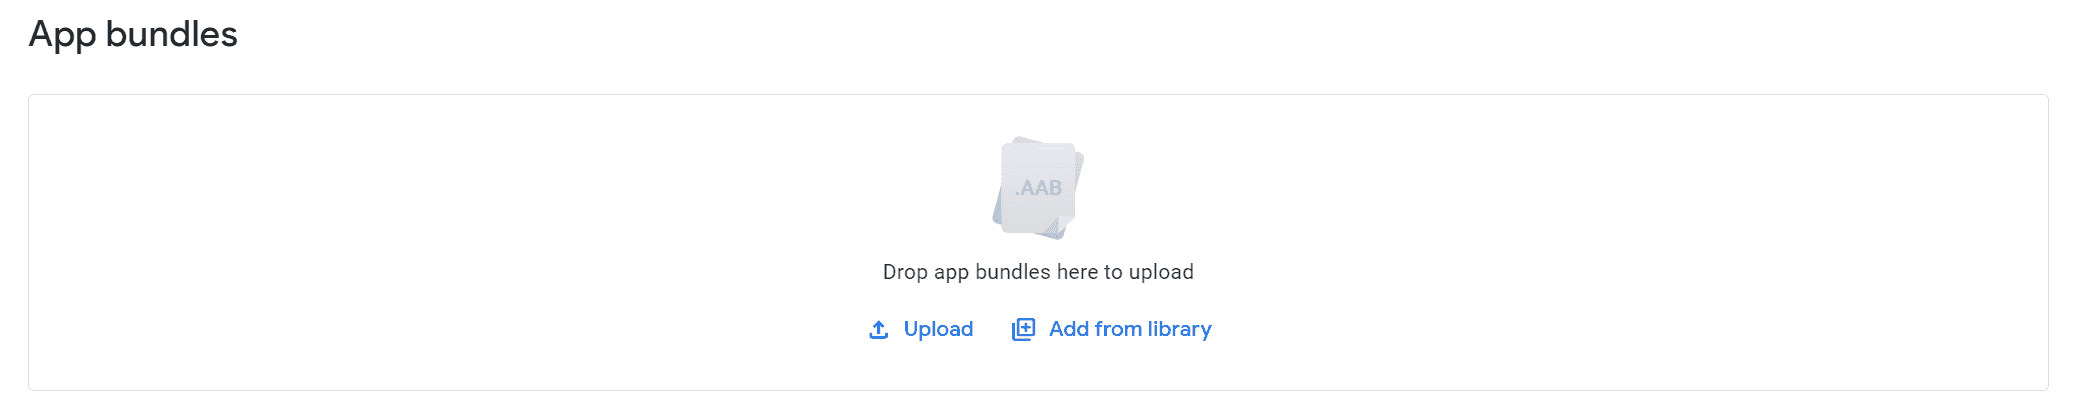 App bundles
.AAB
Drop app bundles here to upload
Upload Add from library